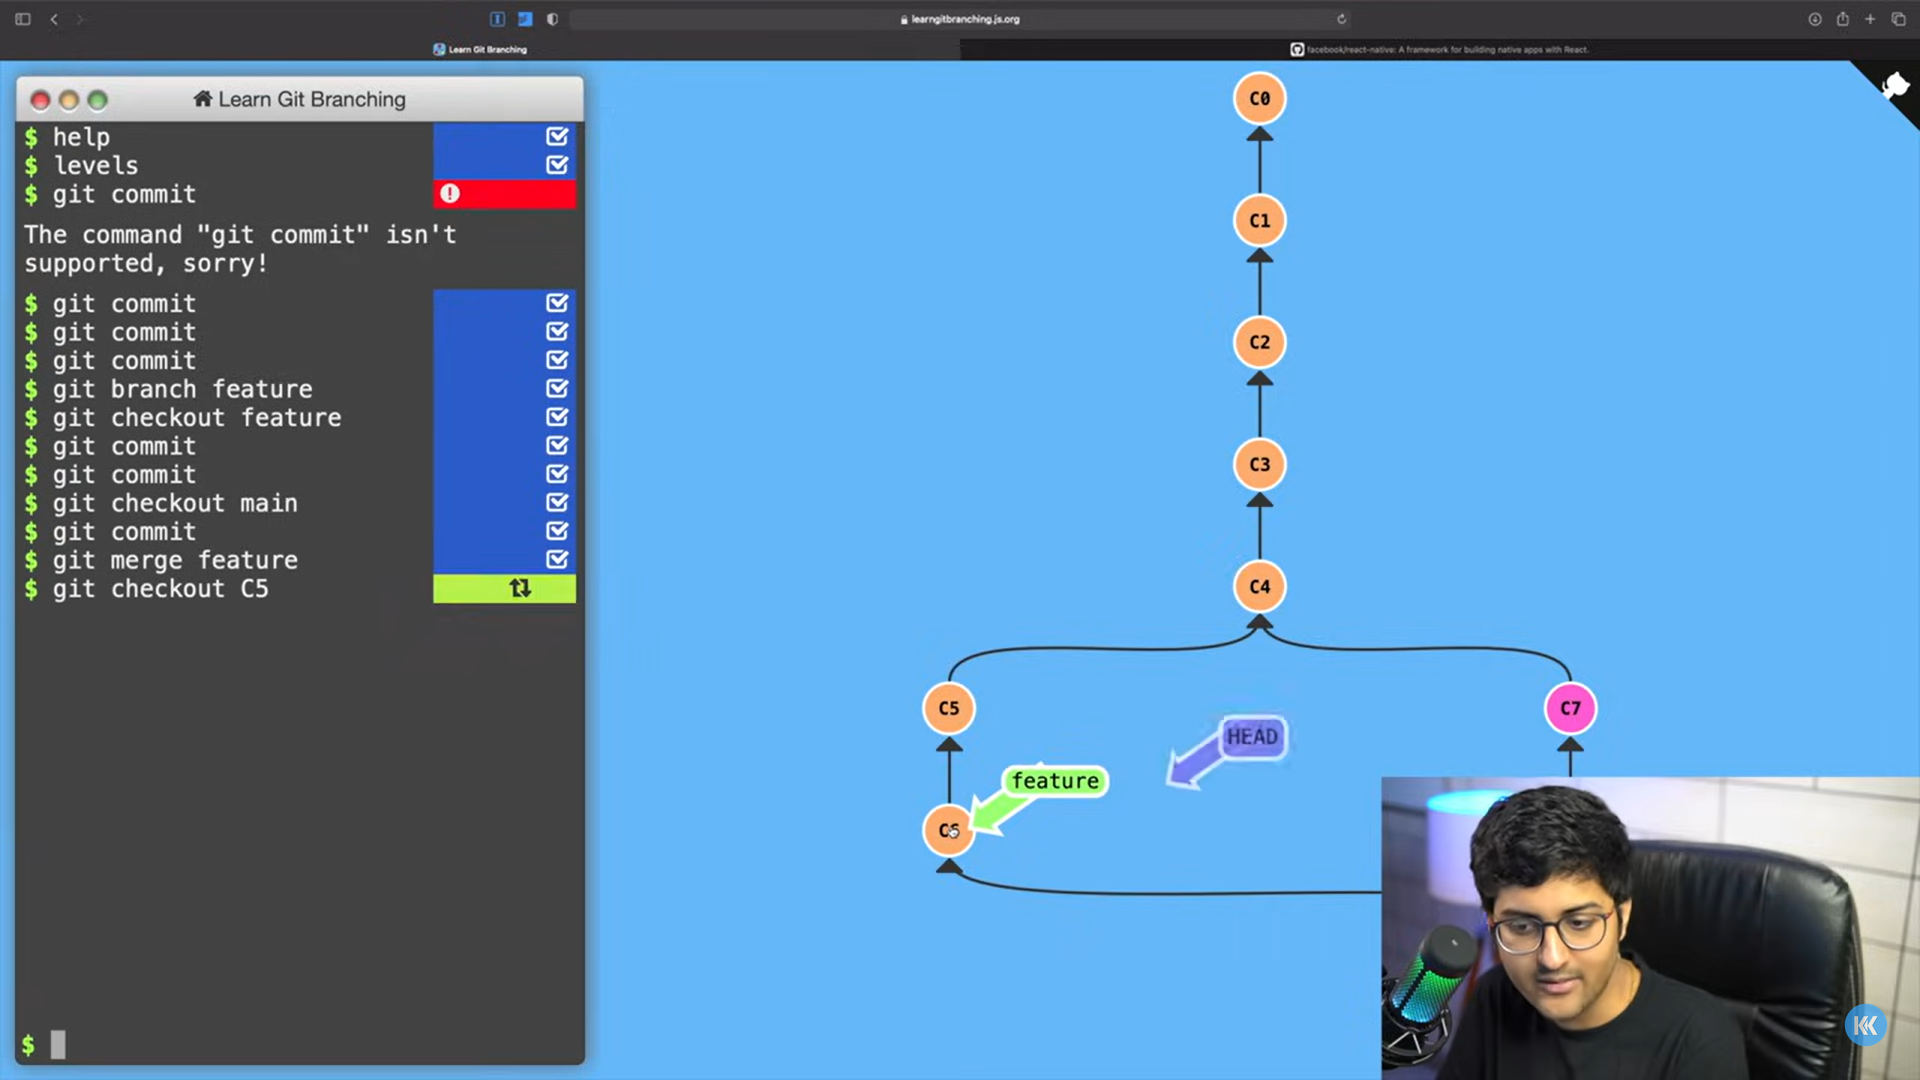 learngitbranching.js.org
Learn Git Branching
facebook/react-native: A framework for building native apps with React.
Learn Git Branching
$ help
$ levels
$ git commit
The command "git commit" isn't
supported, sorry!
$ git commit
$ git commit
$ git commit
$ git branch feature
$ git checkout feature
$ git commit
$ git commit
$ git checkout main
$ git commit
$ git merge feature
$ git checkout C5
$
C0
C1
C2
C3
C4
C5
C7
HEAD
feature
C6